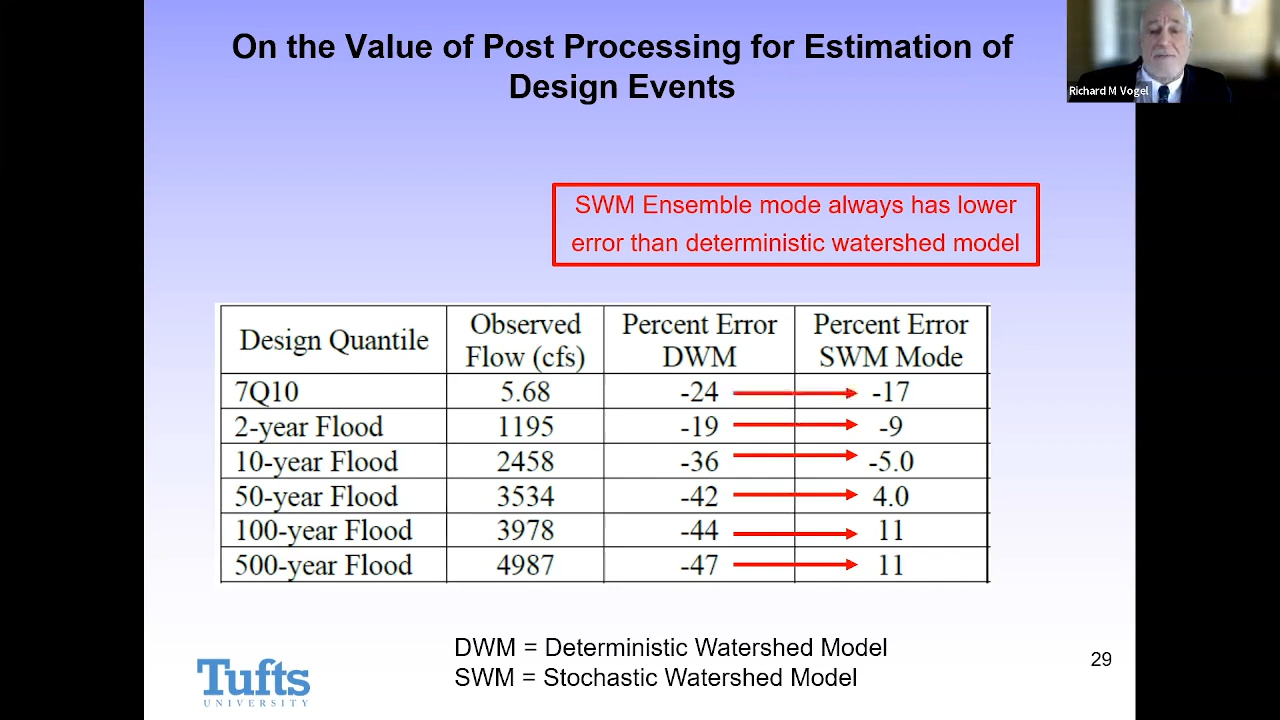 On the Value of Post Processing for Estimation of
Design Events
Richard M Vogel
SWM Ensemble mode always has lower
error than deterministic watershed model
Design Quantile Observed Flow (cfs) Percent Error DWM Percent Error SWM Mode
7Q10 5.68 -24 -17
2-year Flood 1195 -19 -9
10-year Flood 2458 -36 -5.0
50-year Flood 3534 -42 4.0
100-year Flood 3978 -44 11
500-year Flood 4987 -47 11
DWM = Deterministic Watershed Model
SWM = Stochastic Watershed Model
Tufts
UNIVERSITY
29